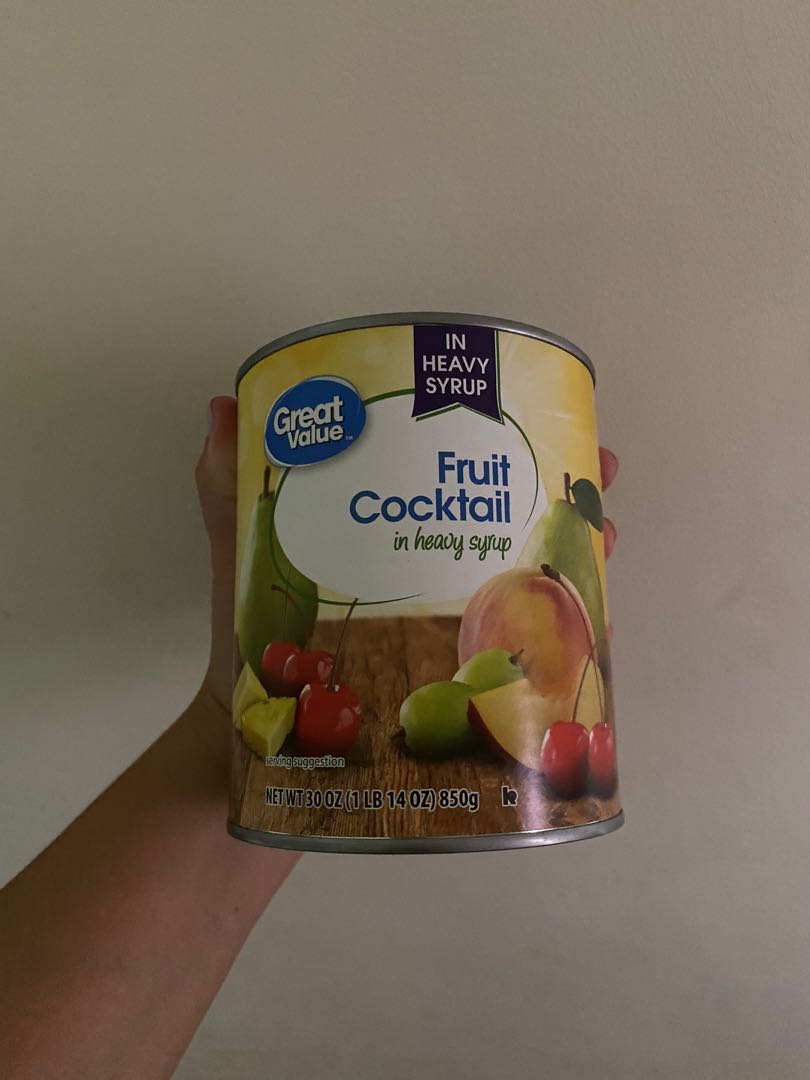 IN
HEAVY
SYRUP
Great
Value™
Fruit
Cocktail
in heavy syrup
serving suggestion
NET WT 30 OZ (1 LB 14 OZ) 850g K